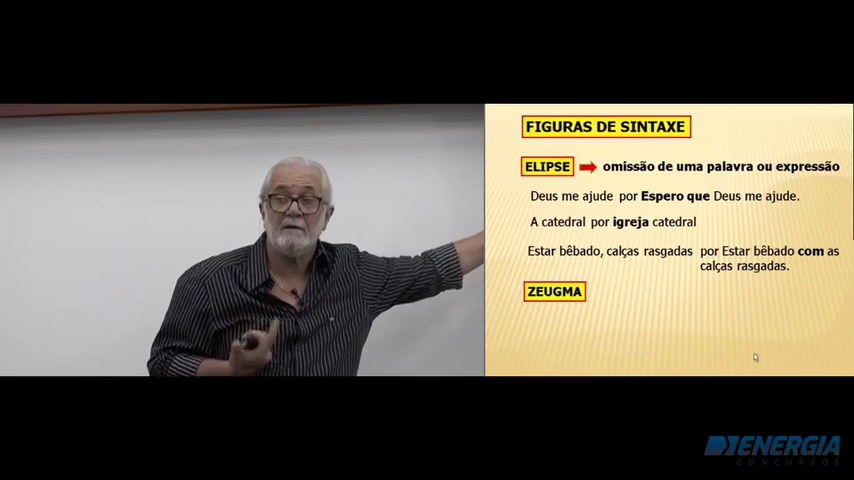 FIGURAS DE SINTAXE
ELIPSE omissão de uma palavra ou expressão
Deus me ajude por Espero que Deus me ajude.
A catedral por igreja catedral
Estar bêbado, calças rasgadas por Estar bêbado com as
calças rasgadas.
ZEUGMA
ENERGIA
CONCURSOS